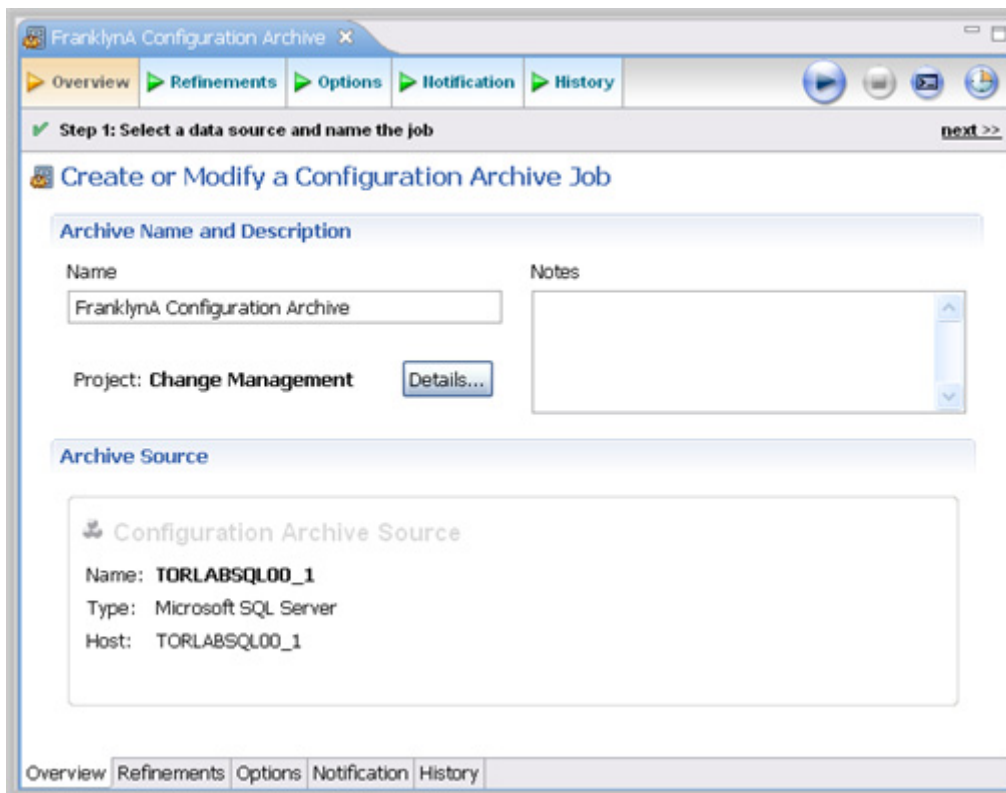 FranklynA Configuration Archive
Overview Refinements Options Notification History
Step 1: Select a data source and name the job next >>
Create or Modify a Configuration Archive Job
Archive Name and Description
Name Notes
FranklynA Configuration Archive
Project: Change Management Details...
Archive Source
Configuration Archive Source
Name: TORLABSQL00_1
Type: Microsoft SQL Server
Host: TORLABSQL00_1
Overview Refinements Options Notification History